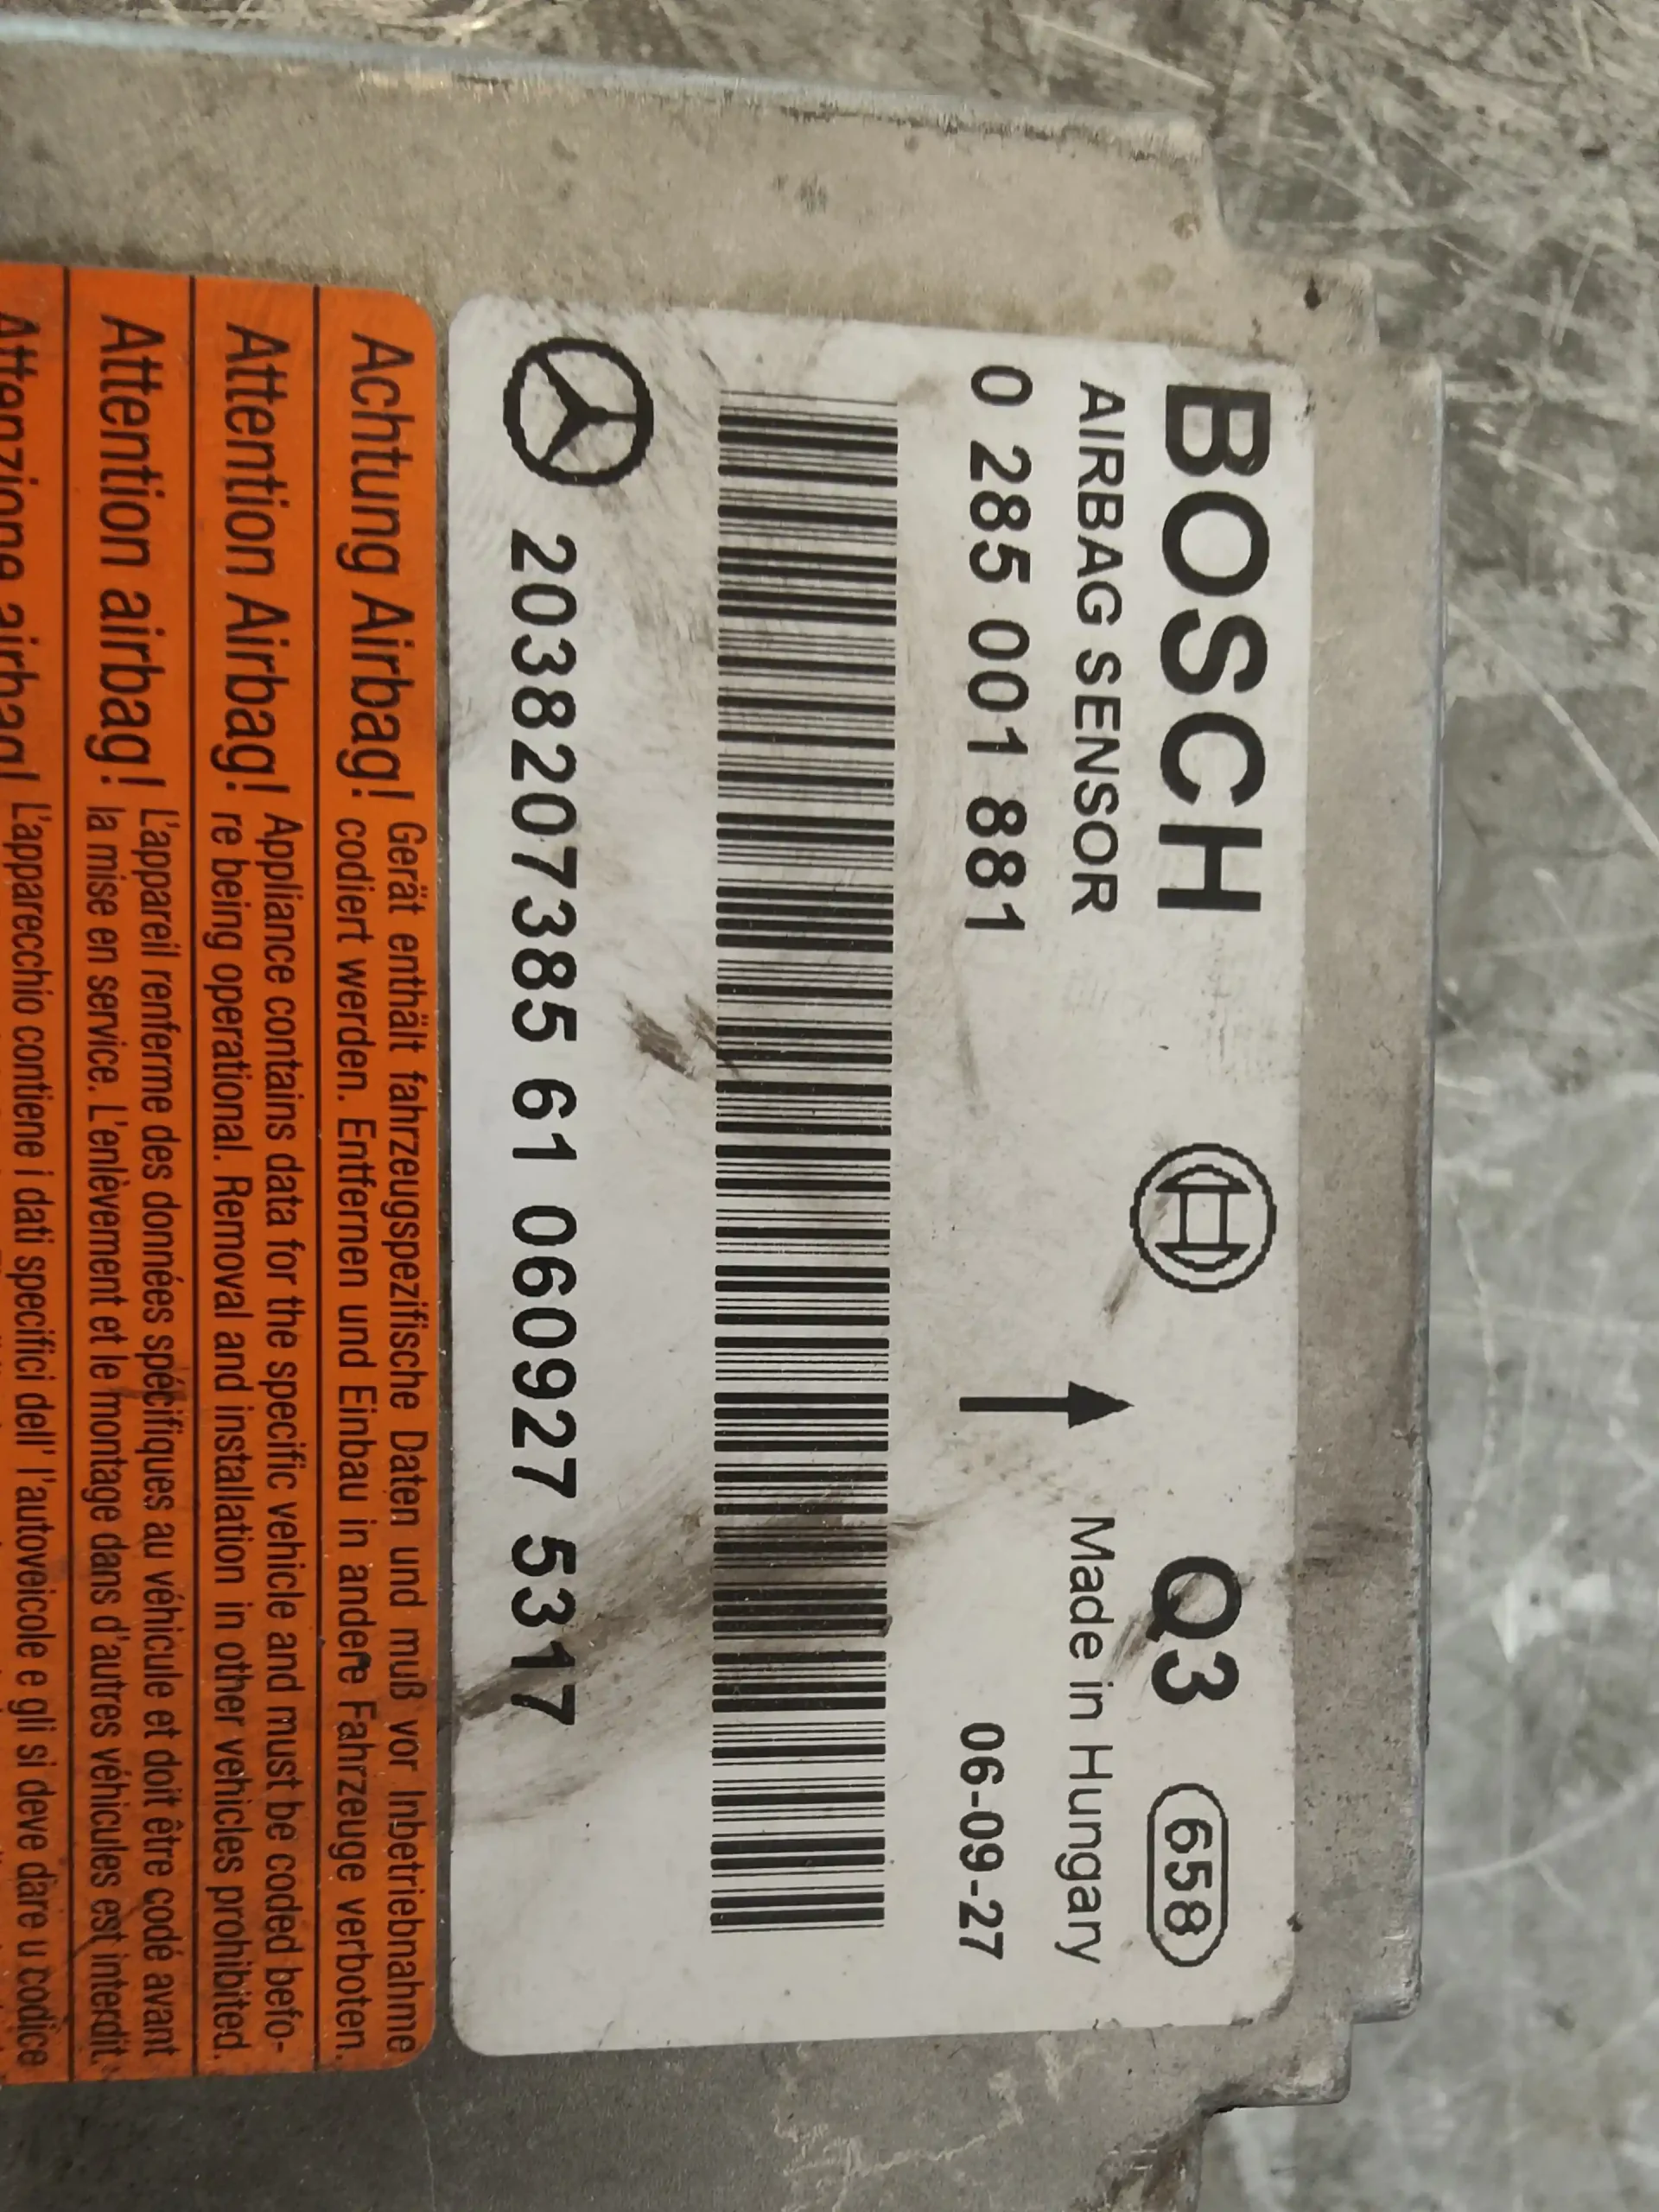 BOSCH
Q3
658
AIRBAG SENSOR
Made in Hungary
0 285 001 881
06-09-27
2038207385 61 060927 5317
Achtung Airbag! Gerät enthält fahrzeugspezifische Daten und muß vor Inbetriebnahme
codiert werden. Entfernen und Einbau in andere Fahrzeuge verboten.
Attention Airbag! Appliance contains data for the specific vehicle and must be coded befo-
re being operational. Removal and installation in other vehicles prohibited.
Attention airbag! L'appareil renferme des données spécifiques au véhicule et doit être codé avant
la mise en service. L'enlèvement et le montage dans d'autres véhicules est interdit.
Attenzione airbag! L'apparecchio contiene i dati specifici dell' l'autoveicole e gli si deve dare u codice